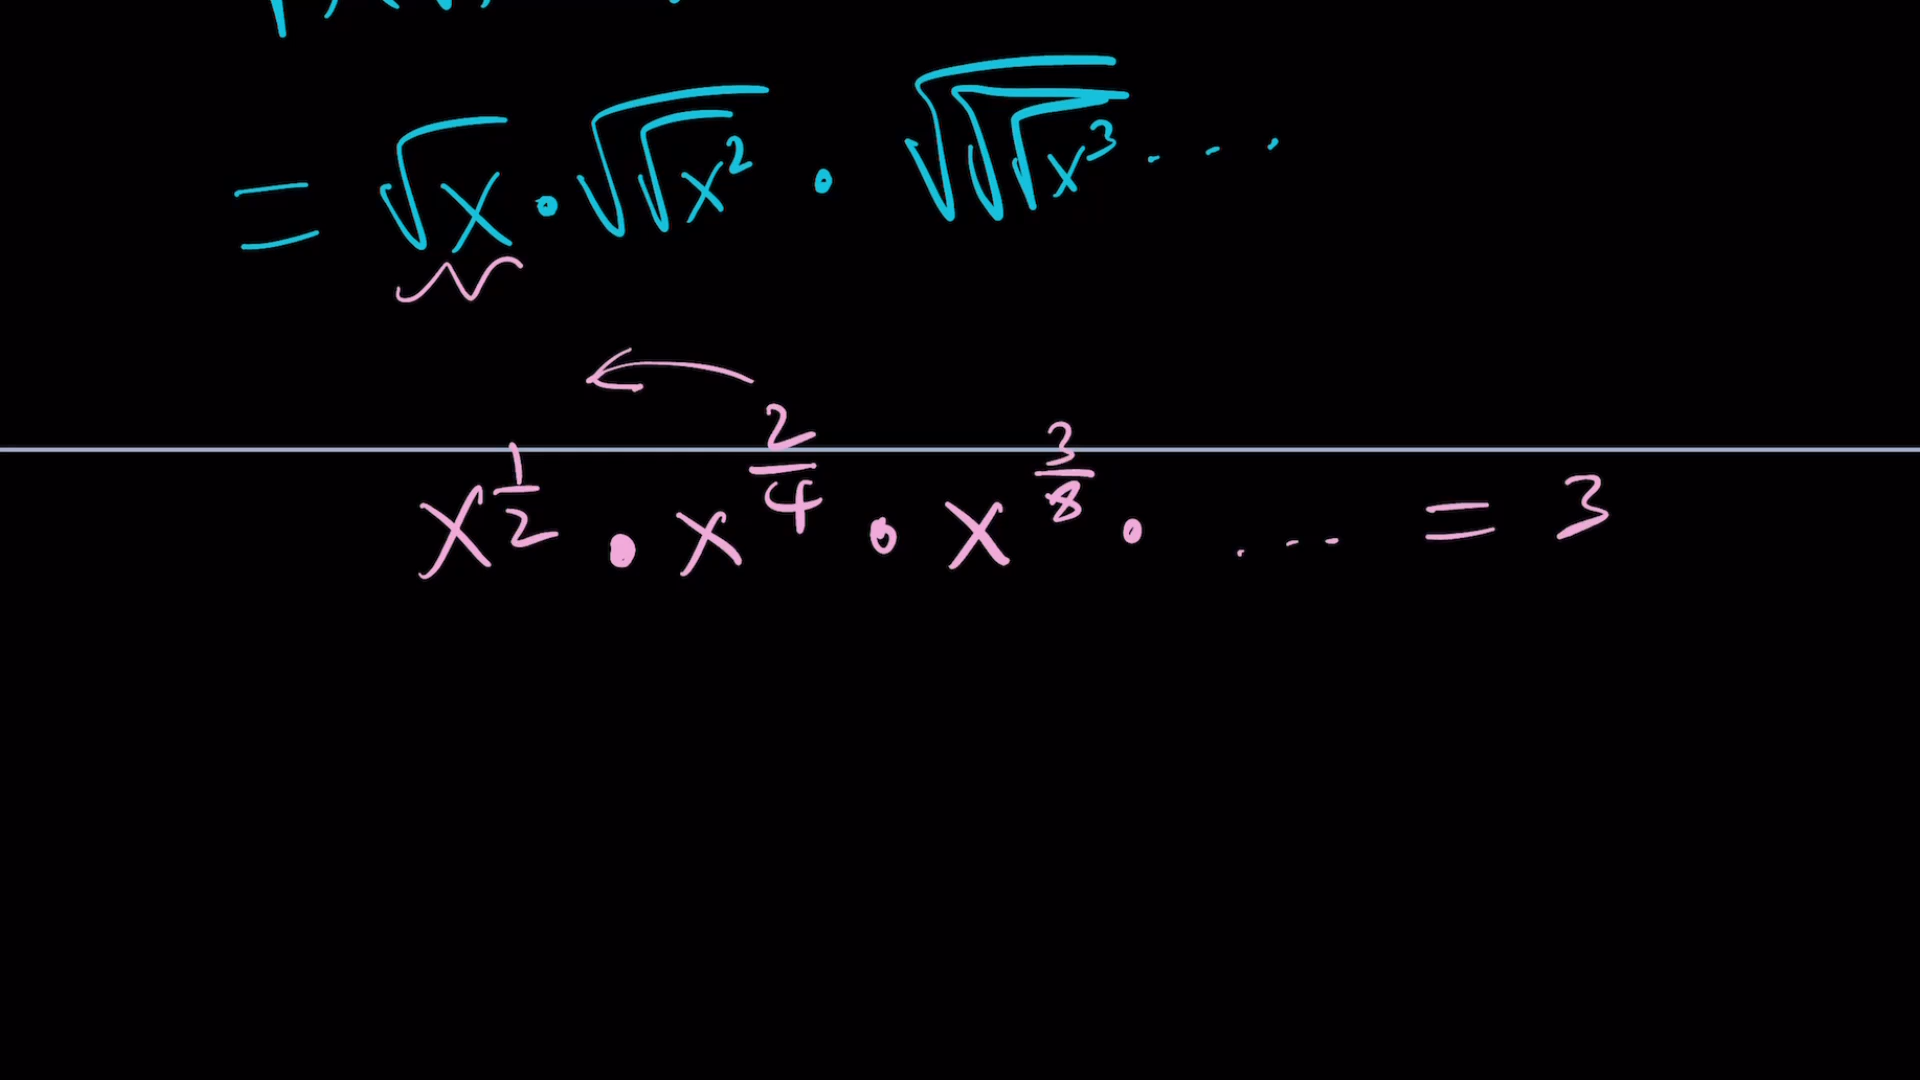 = √x · √√x² · √√√x³ . . .
x^(1/2) · x^(2/4) · x^(3/8) · . . . = 3